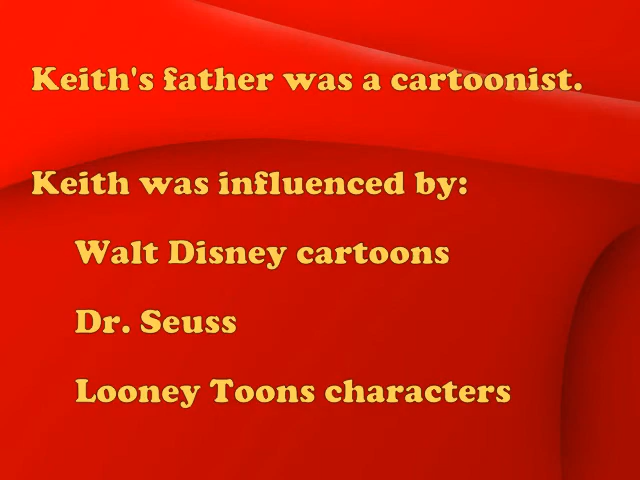 Keith's father was a cartoonist.
Keith was influenced by:
Walt Disney cartoons
Dr. Seuss
Looney Toons characters